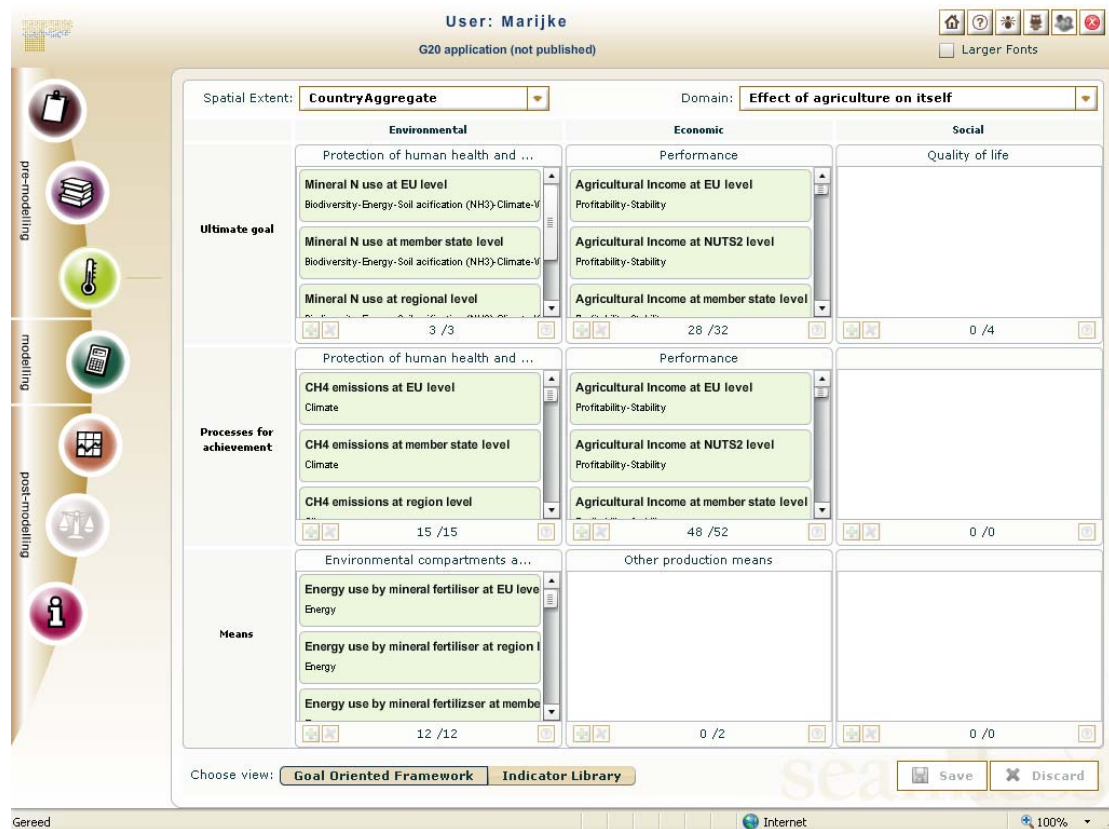 User: Marijke
G20 application (not published)
Larger Fonts
Spatial Extent: CountryAggregate
Domain: Effect of agriculture on itself
Environmental Economic Social
pre-modelling
modelling
post-modelling
Ultimate goal
Protection of human health and ...
Mineral N use at EU level
Biodiversity-Energy-Soil acification (NH3)-Climate-V
Mineral N use at member state level
Biodiversity-Energy-Soil acification (NH3)-Climate-V
Mineral N use at regional level
3 /3
Performance
Agricultural Income at EU level
Profitability-Stability
Agricultural Income at NUTS2 level
Profitability-Stability
Agricultural Income at member state level
28 /32
Quality of life
0 /4
Processes for
achievement
Protection of human health and ...
CH4 emissions at EU level
Climate
CH4 emissions at member state level
Climate
CH4 emissions at region level
15 /15
Performance
Agricultural Income at EU level
Profitability-Stability
Agricultural Income at NUTS2 level
Profitability-Stability
Agricultural Income at member state level
48 /52
0 /0
Means
Environmental compartments a...
Energy use by mineral fertiliser at EU leve
Energy
Energy use by mineral fertiliser at region l
Energy
Energy use by mineral fertilizser at membe
12 /12
Other production means
0 /2
0 /0
Choose view: Goal Oriented Framework Indicator Library
seamless
Save Discard
Gereed Internet 100%